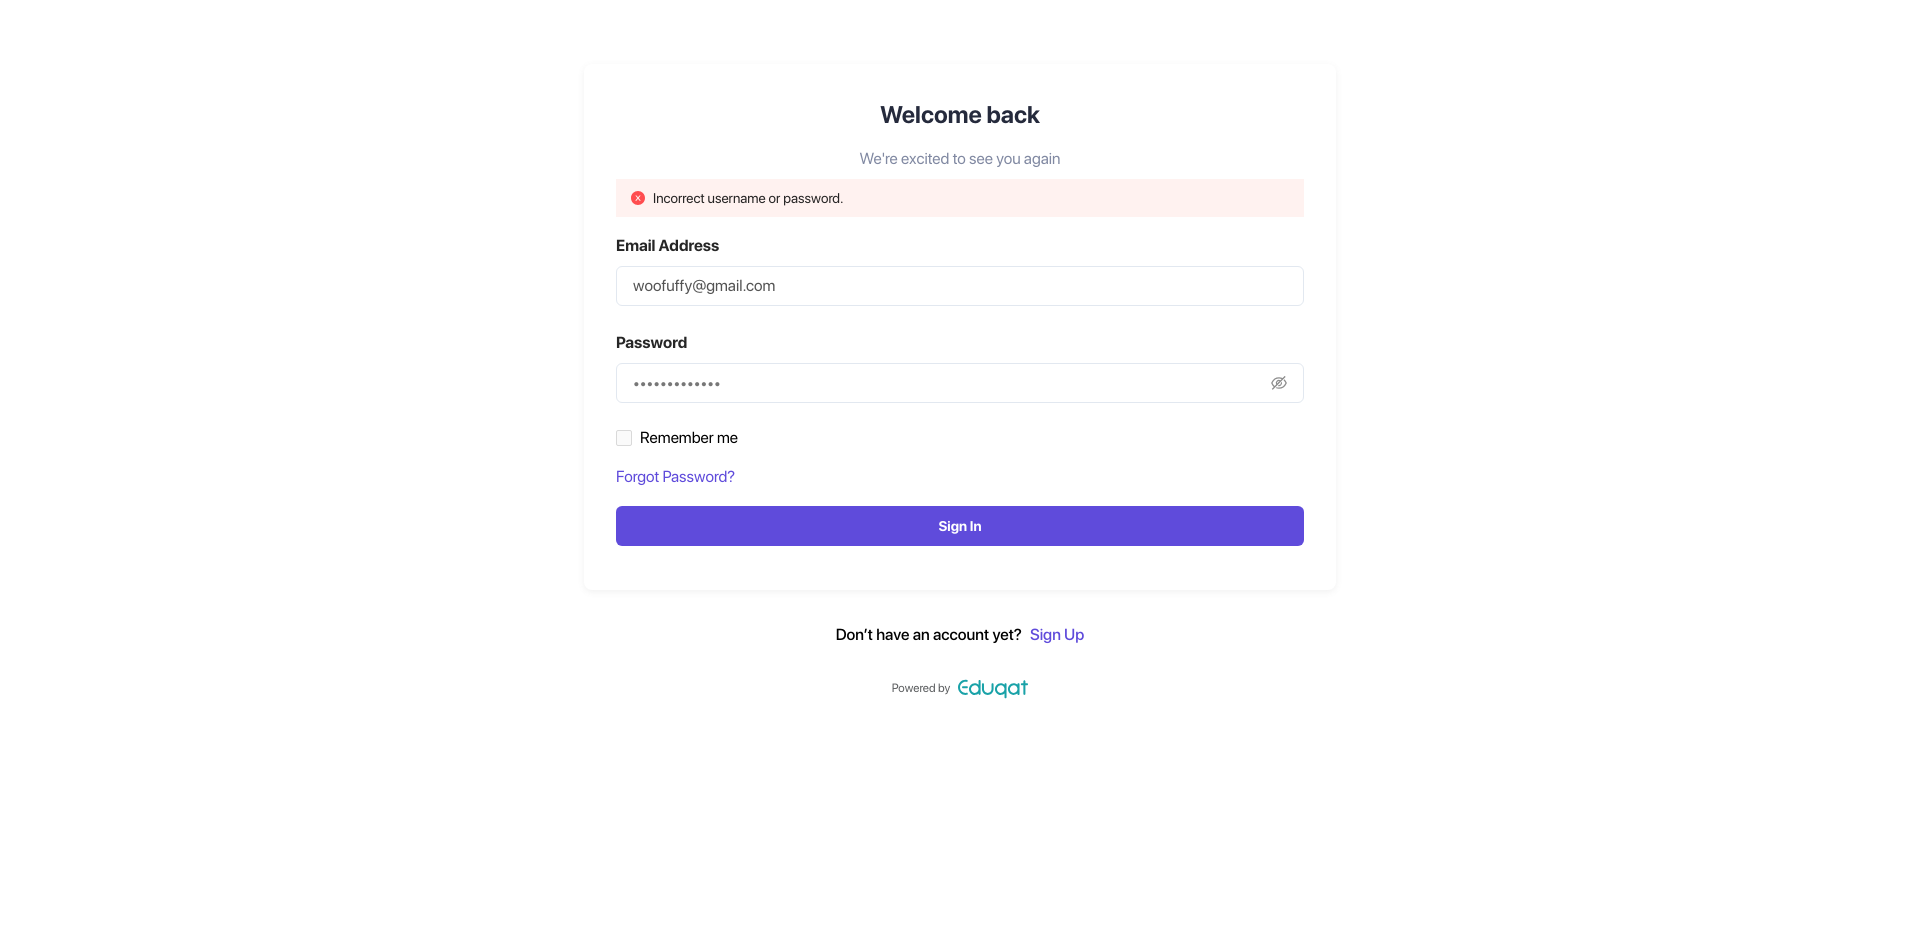 Welcome back
We're excited to see you again
Incorrect username or password.
Email Address
woofuffy@gmail.com
Password
•••••••••••••
Remember me
Forgot Password?
Sign In
Don’t have an account yet? Sign Up
Powered by Eduqat